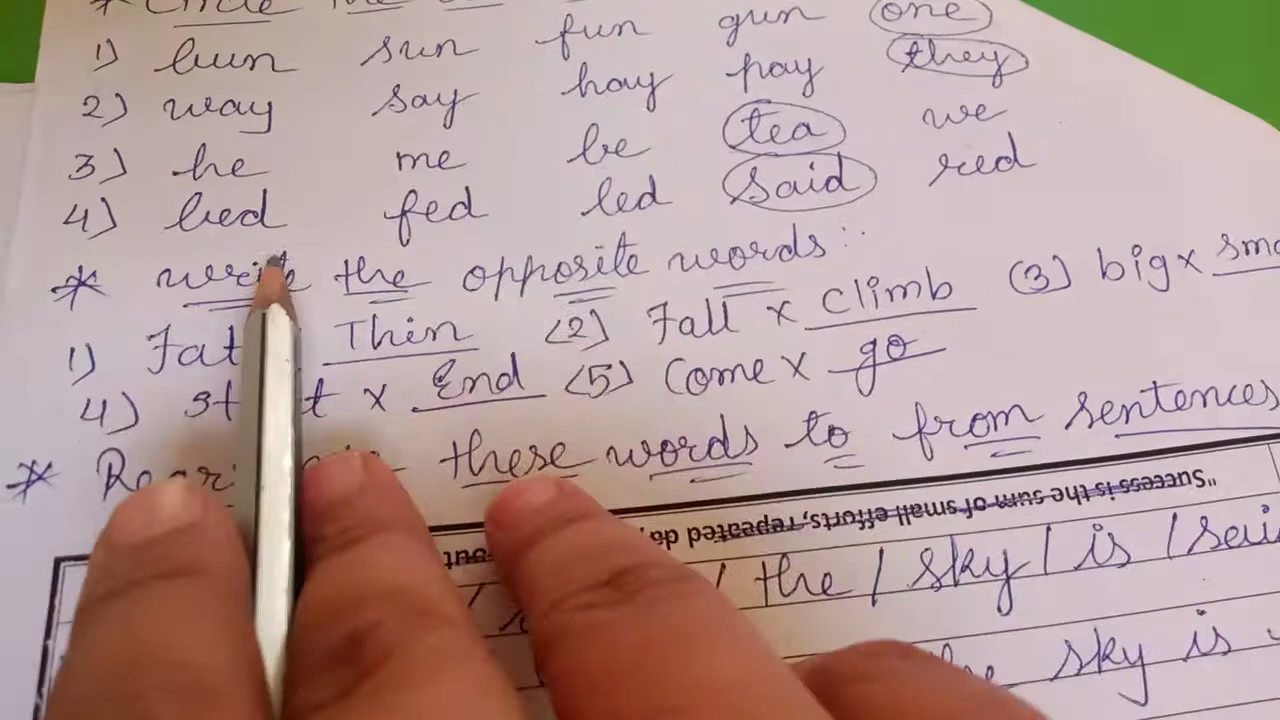 * Circle the
1) bun sun fun gun one
2) way say hay pay they
3) he me be tea we
4) bed fed led said red
* write the opposite words:
1) Fat Thin (2) Fall x climb (3) big x
4) x End (5) Come x go
* these words to from sentences
"Success is the sum of small efforts, repeated
/ the / sky / is /
sky is